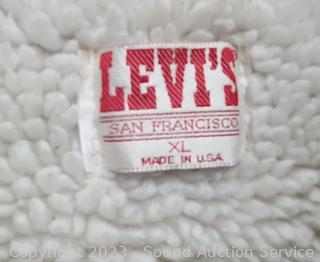 LEVI'S
SAN FRANCISCO
XL
MADE IN U.S.A.
Copyright 2023 - Sound Auction Service